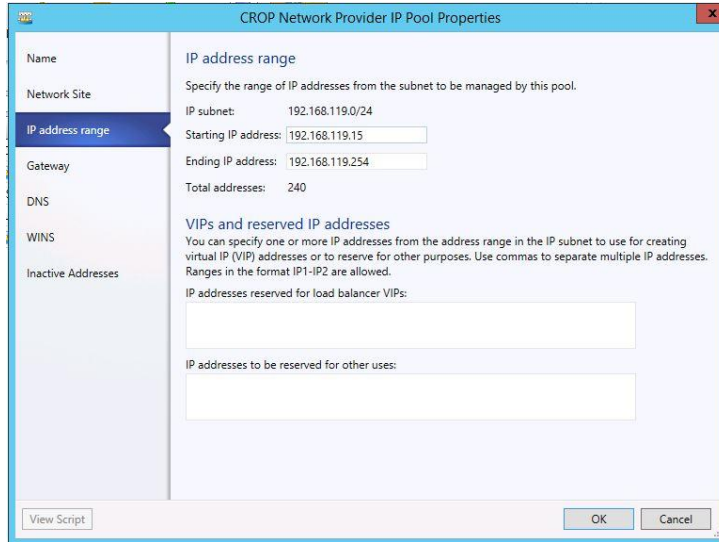 CROP Network Provider IP Pool Properties
x
Name
Network Site
IP address range
Gateway
DNS
WINS
Inactive Addresses
IP address range
Specify the range of IP addresses from the subnet to be managed by this pool.
IP subnet: 192.168.119.0/24
Starting IP address: 192.168.119.15
Ending IP address: 192.168.119.254
Total addresses: 240
VIPs and reserved IP addresses
You can specify one or more IP addresses from the address range in the IP subnet to use for creating
virtual IP (VIP) addresses or to reserve for other purposes. Use commas to separate multiple IP addresses.
Ranges in the format IP1-IP2 are allowed.
IP addresses reserved for load balancer VIPs:
IP addresses to be reserved for other uses:
View Script
OK Cancel